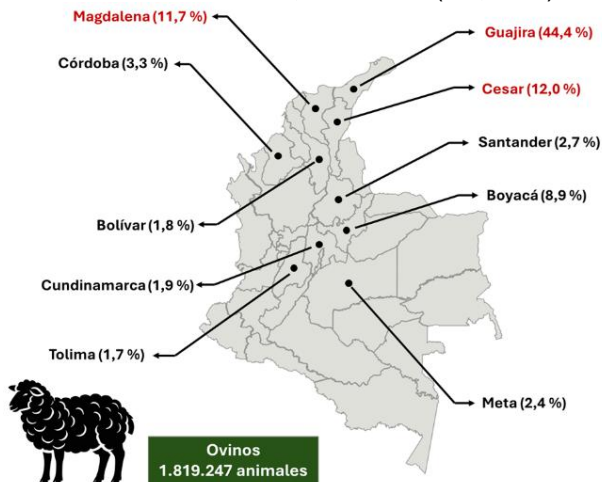 Magdalena (11,7 %)
Guajira (44,4 %)
Córdoba (3,3 %)
Cesar (12,0 %)
Santander (2,7 %)
Boyacá (8,9 %)
Bolívar (1,8 %)
Cundinamarca (1,9 %)
Tolima (1,7 %)
Meta (2,4 %)
Ovinos
1.819.247 animales